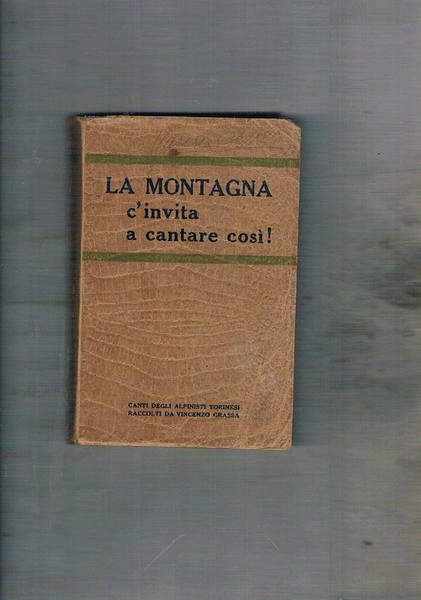 LA MONTAGNA
c'invita
a cantare così!
CANTI DEGLI ALPINISTI TORINESI
RACCOLTI DA VINCENZO GRASSA